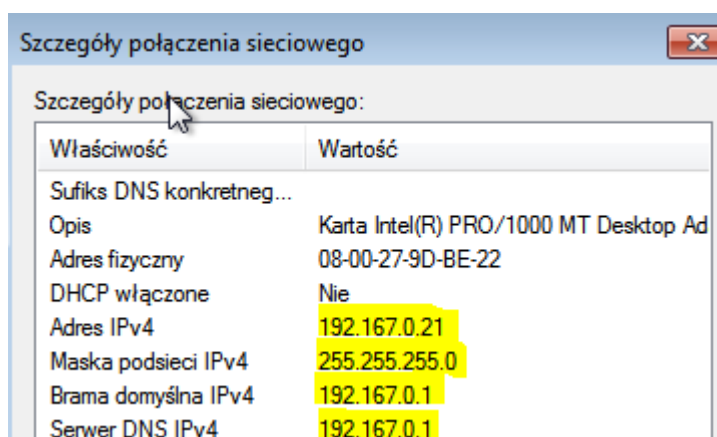 Szczegóły połączenia sieciowego
Szczegóły połączenia sieciowego:
Właściwość Wartość
Sufiks DNS konkretneg...
Opis Karta Intel(R) PRO/1000 MT Desktop Ad
Adres fizyczny 08-00-27-9D-BE-22
DHCP włączone Nie
Adres IPv4 192.167.0.21
Maska podsieci IPv4 255.255.255.0
Brama domyślna IPv4 192.167.0.1
Serwer DNS IPv4 192.167.0.1